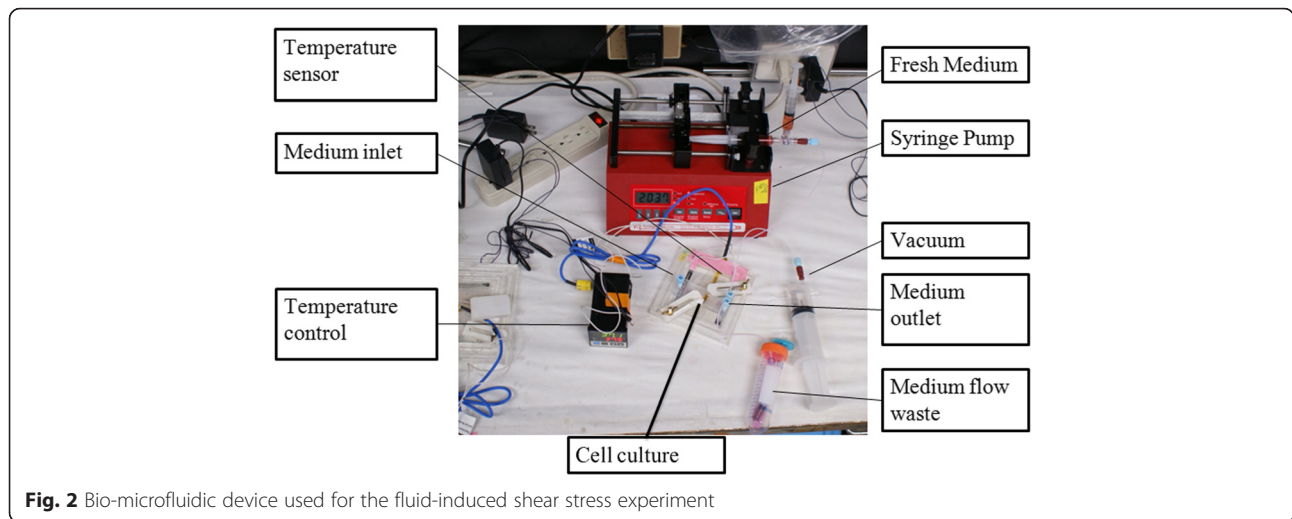 Temperature
sensor
Medium inlet
Temperature
control
Fresh Medium
Syringe Pump
Vacuum
Medium
outlet
Medium flow
waste
Cell culture
Fig. 2 Bio-microfluidic device used for the fluid-induced shear stress experiment